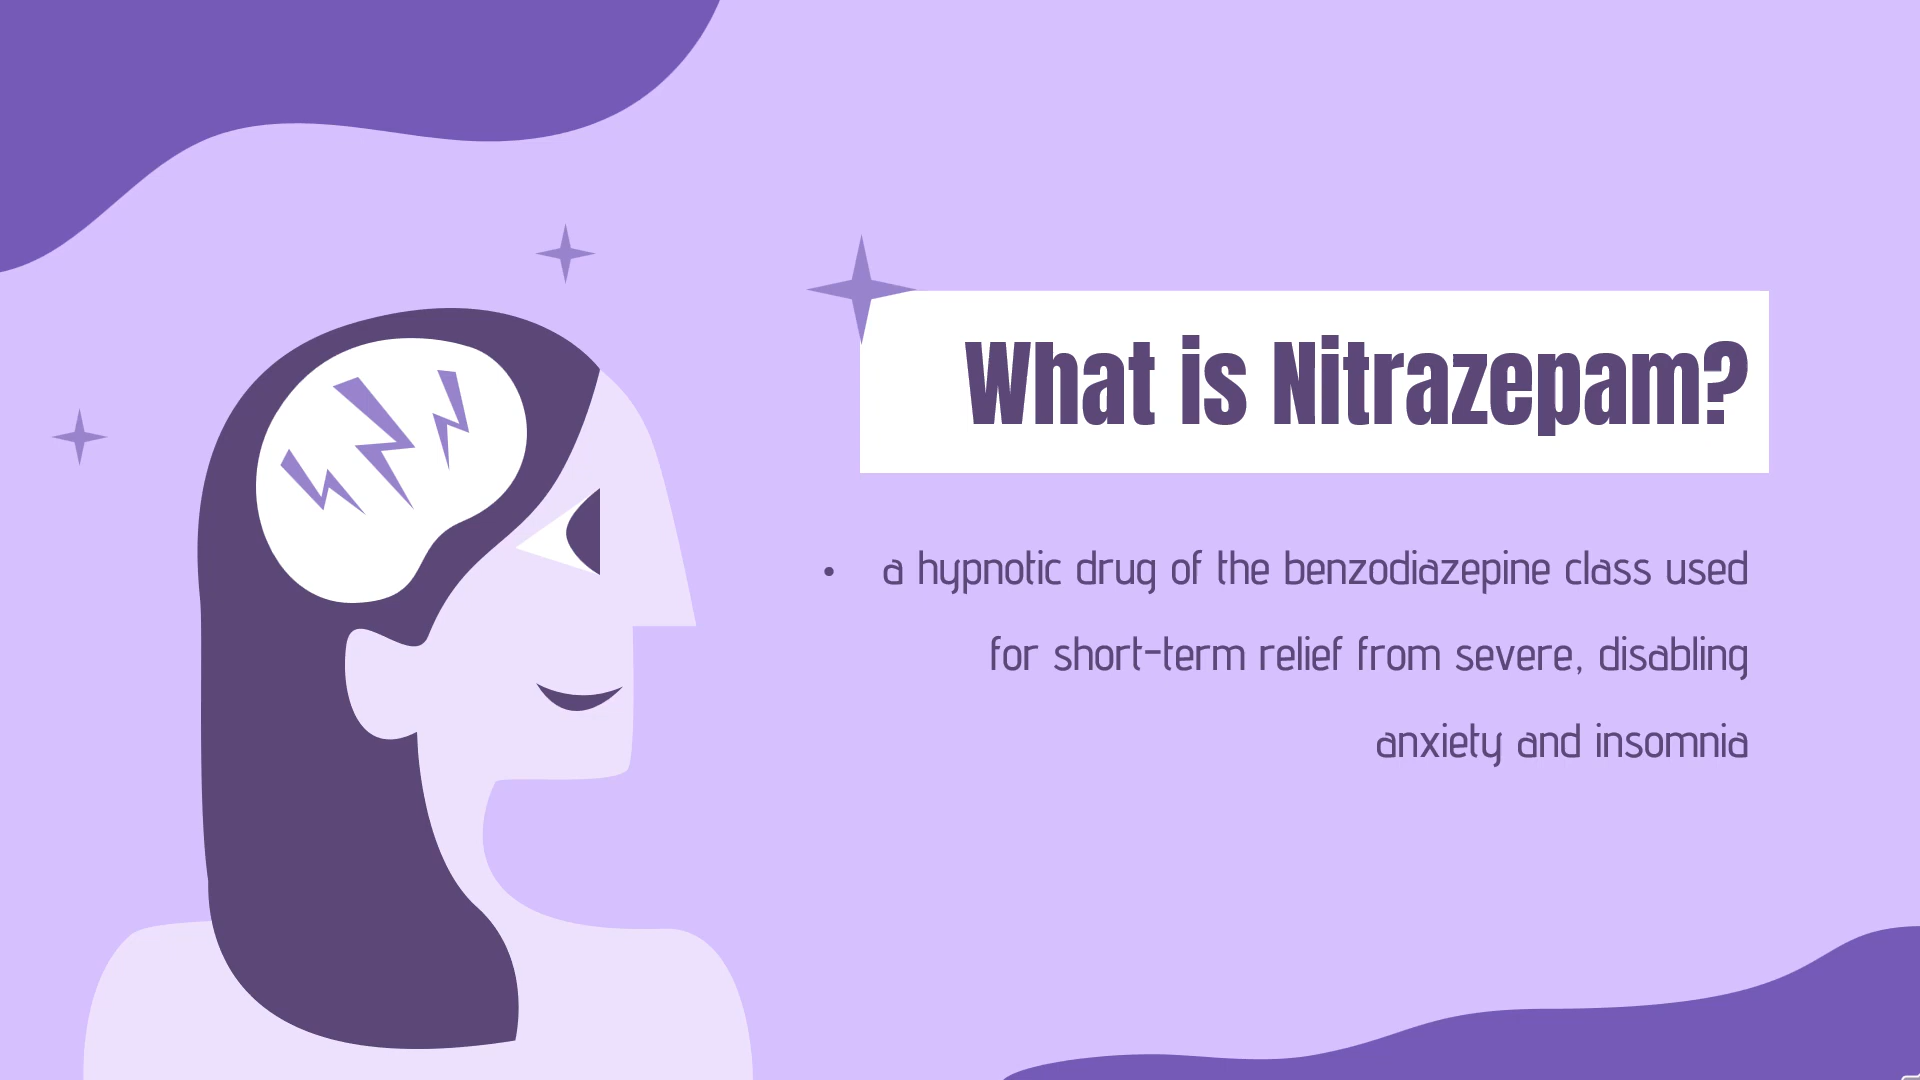 What is Nitrazepam?
• a hypnotic drug of the benzodiazepine class used
for short-term relief from severe, disabling
anxiety and insomnia